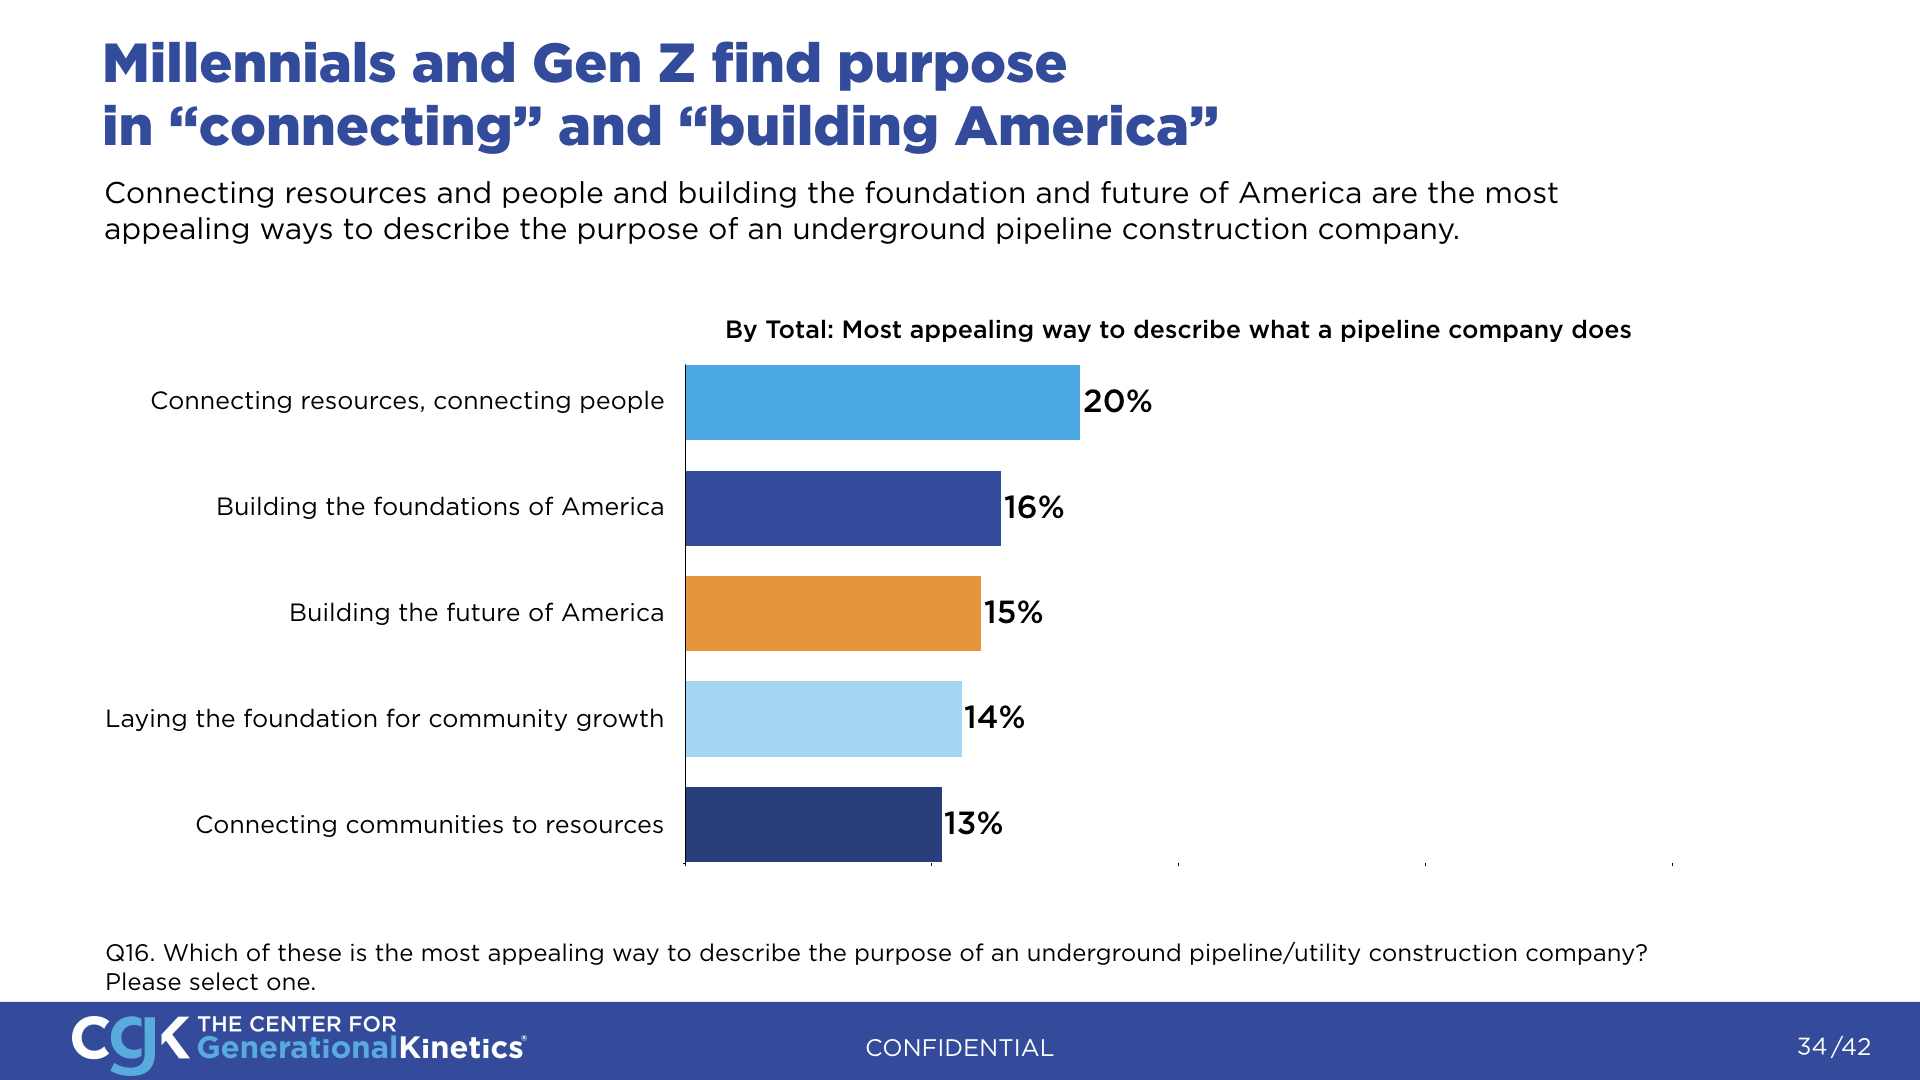 Millennials and Gen Z find purpose
in “connecting” and “building America”
Connecting resources and people and building the foundation and future of America are the most
appealing ways to describe the purpose of an underground pipeline construction company.
By Total: Most appealing way to describe what a pipeline company does
Connecting resources, connecting people 20%
Building the foundations of America 16%
Building the future of America 15%
Laying the foundation for community growth 14%
Connecting communities to resources 13%
Q16. Which of these is the most appealing way to describe the purpose of an underground pipeline/utility construction company?
Please select one.
cgK THE CENTER FOR
GenerationalKinetics®
CONFIDENTIAL
34/42